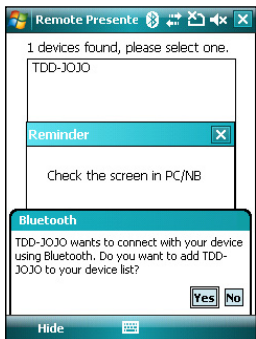 Remote Presente
1 devices found, please select one.
TDD-JOJO
Reminder
Check the screen in PC/NB
Bluetooth
TDD-JOJO wants to connect with your device
using Bluetooth. Do you want to add TDD-
JOJO to your device list?
Yes No
Hide